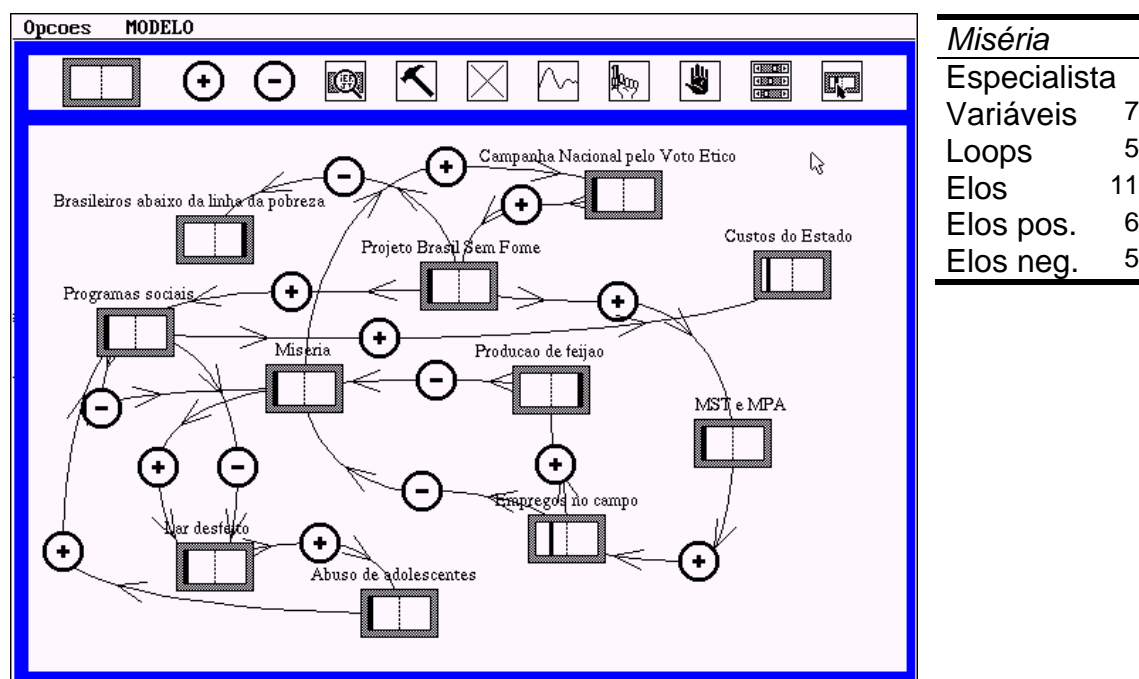 Opcoes MODELO
Campanha Nacional pelo Voto Etico
Brasileiros abaixo da linha da pobreza
Projeto Brasil Sem Fome
Custos do Estado
Programas sociais
Miseria
Producao de feijao
MST e MPA
Empregos no campo
Lar desfeito
Abuso de adolescentes
Miséria
Especialista
Variáveis 7
Loops 5
Elos 11
Elos pos. 6
Elos neg. 5